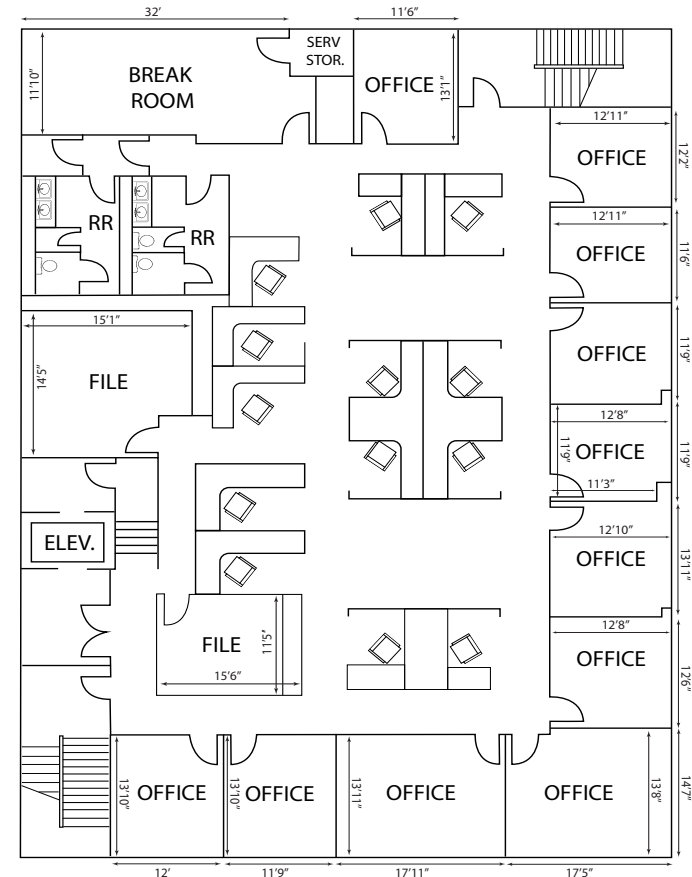 32'
11'6"
SERV
STOR.
11'10"
BREAK
ROOM
OFFICE
13'1"
12'11"
OFFICE
12'2"
12'11"
OFFICE
11'6"
RR
RR
15'1"
14'5"
FILE
OFFICE
11'9"
12'8"
11'9"
OFFICE
11'9"
11'3"
ELEV.
12'10"
OFFICE
13'11"
FILE
11'5"
15'6"
12'8"
OFFICE
12'6"
13'10"
OFFICE
13'10"
OFFICE
13'11"
OFFICE
OFFICE
13'8"
14'7"
12'
11'9"
17'11"
17'5"